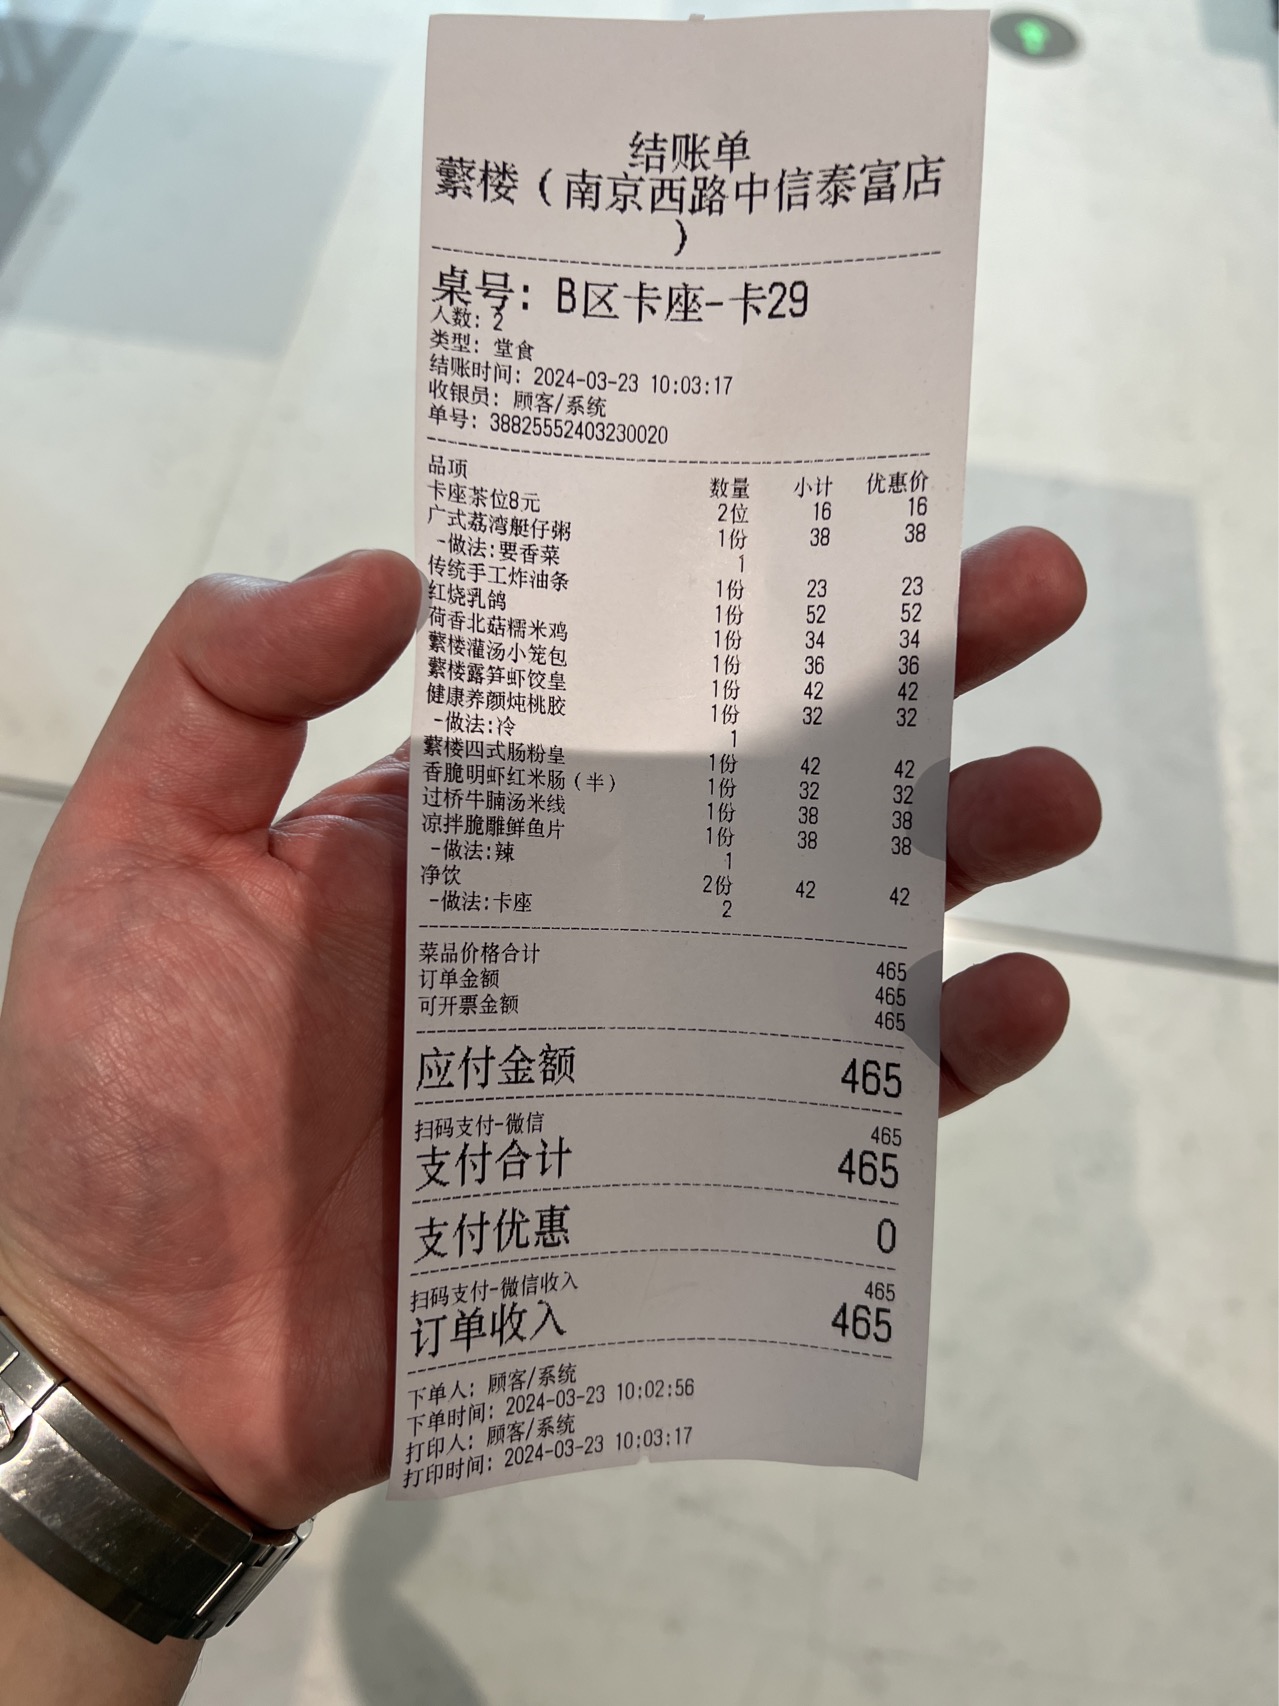 结账单
蘩楼（南京西路中信泰富店
）
桌号: B区卡座-卡29
人数: 2
类型: 堂食
结账时间: 2024-03-23 10:03:17
收银员: 顾客/系统
单号: 38825552403230020
品项 数量 小计 优惠价
卡座茶位8元 2位 16 16
广式荔湾艇仔粥 1份 38 38
-做法:要香菜 1
传统手工炸油条 1份 23 23
红烧乳鸽 1份 52 52
荷香北菇糯米鸡 1份 34 34
蘩楼灌汤小笼包 1份 36 36
蘩楼露笋虾饺皇 1份 42 42
健康养颜炖桃胶 1份 32 32
-做法:冷 1
蘩楼四式肠粉皇 1份 42 42
香脆明虾红米肠（半） 1份 32 32
过桥牛腩汤米线 1份 38 38
凉拌脆雕鲜鱼片 1份 38 38
-做法:辣 1
净饮 2份 42 42
-做法:卡座 2
菜品价格合计 465
订单金额 465
可开票金额 465
应付金额 465
扫码支付-微信 465
支付合计 465
支付优惠 0
扫码支付-微信收入 465
订单收入 465
下单人: 顾客/系统
下单时间: 2024-03-23 10:02:56
打印人: 顾客/系统
打印时间: 2024-03-23 10:03:17